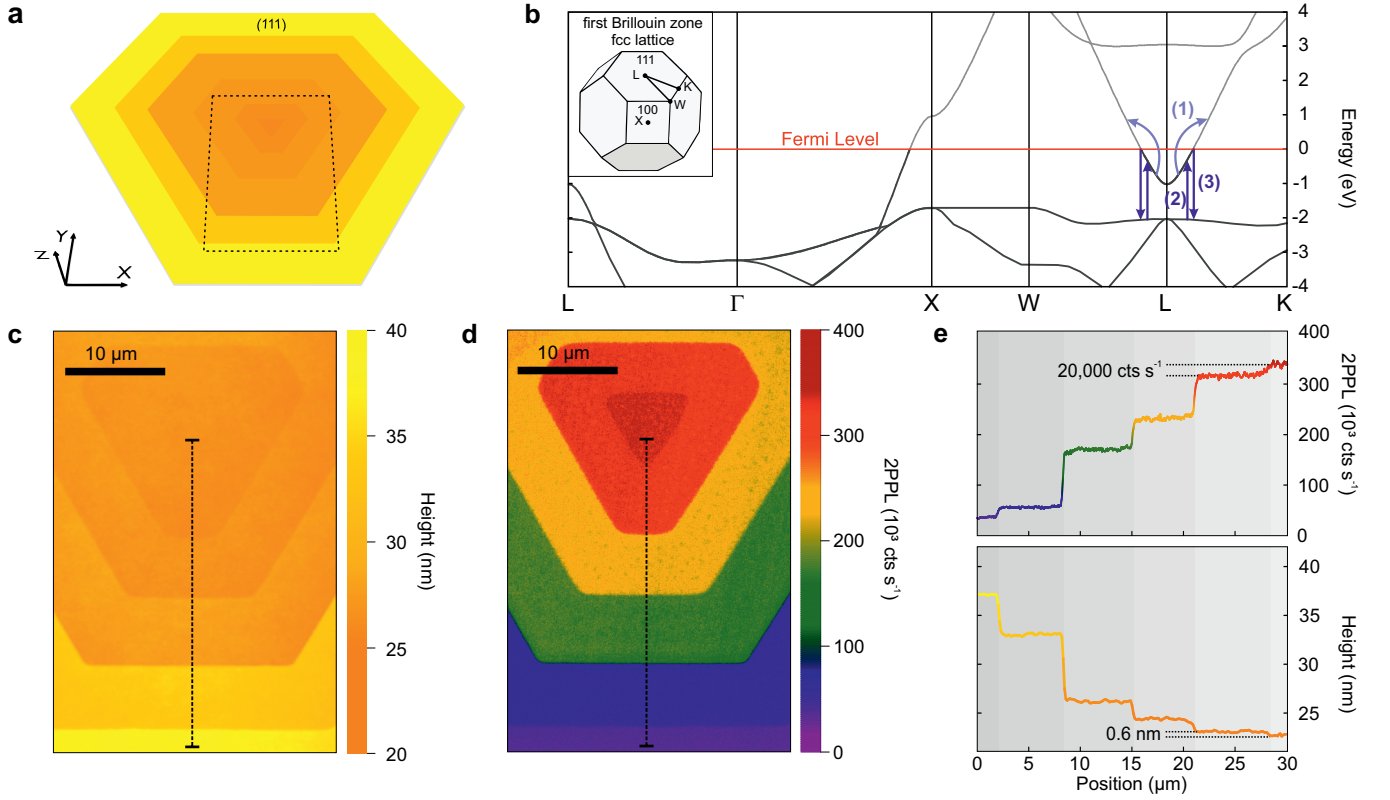 a
(111)
Y
Z
X
b
first Brillouin zone
fcc lattice
111
L
K
W
100
X
Fermi Level
(1)
(2)
(3)
4
3
2
1
0
-1
-2
-3
-4
Energy (eV)
L
Γ
X
W
L
K
c
10 µm
40
35
30
25
20
Height (nm)
d
10 µm
400
300
200
100
0
2PPL (10³ cts s⁻¹)
e
20,000 cts s⁻¹
400
300
200
100
0
2PPL (10³ cts s⁻¹)
0.6 nm
40
35
30
25
Height (nm)
0 5 10 15 20 25 30
Position (µm)